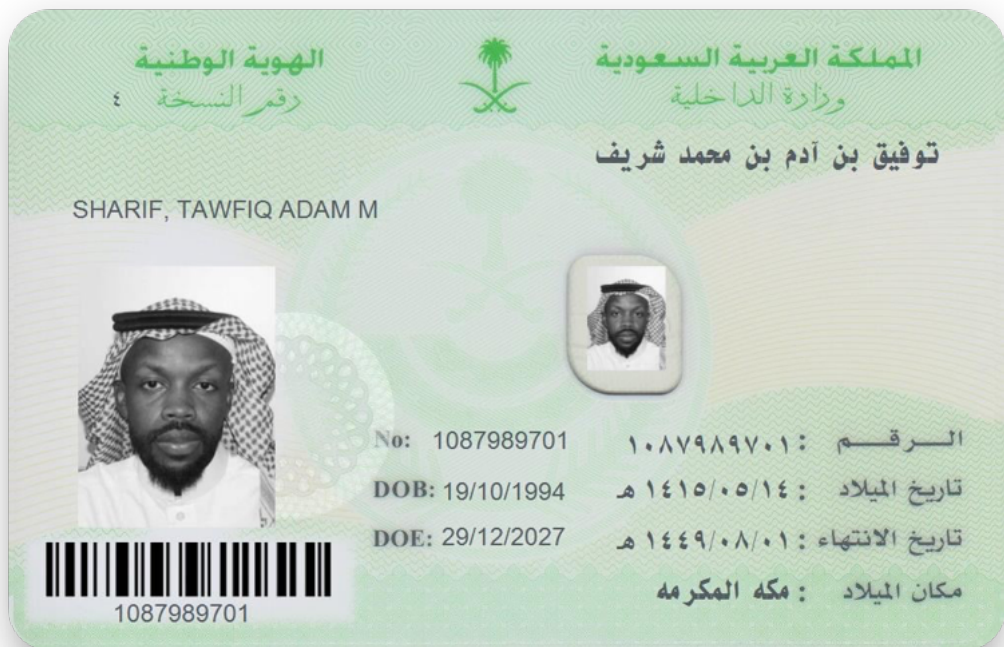 المملكة العربية السعودية
وزارة الداخلية
الهوية الوطنية
رقم النسخة ٤
توفيق بن آدم بن محمد شريف
SHARIF, TAWFIQ ADAM M
الـــرقـــم : ١٠٨٧٩٨٩٧٠١ No: 1087989701
تاريخ الميلاد : ١٤١٥/٠٥/١٤ هـ DOB: 19/10/1994
تاريخ الانتهاء : ١٤٤٩/٠٨/٠١ هـ DOE: 29/12/2027
مكان الميلاد : مكه المكرمه
1087989701